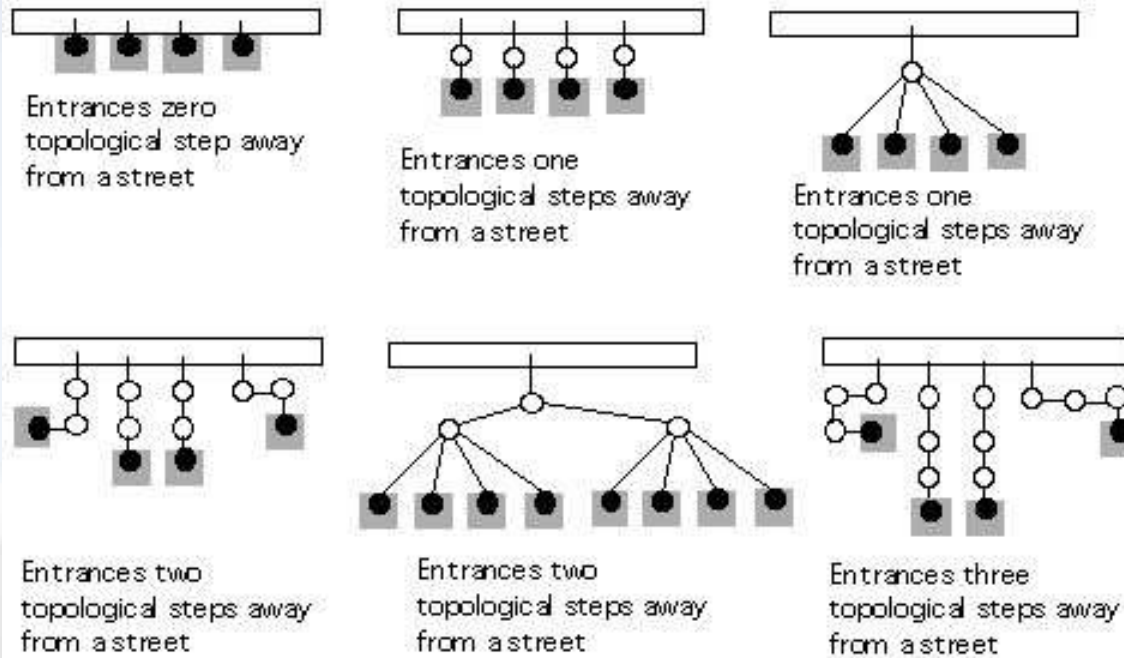 Entrances zero
topological step away
from a street
Entrances one
topological steps away
from a street
Entrances one
topological steps away
from a street
Entrances two
topological steps away
from a street
Entrances two
topological steps away
from a street
Entrances three
topological steps away
from a street